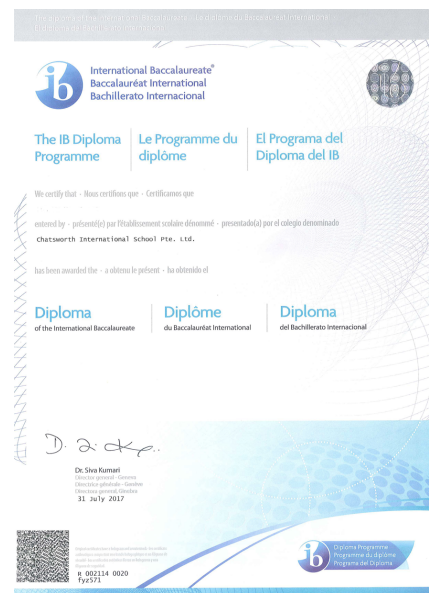 International Baccalaureate®
Baccalauréat International
Bachillerato Internacional
The IB Diploma Programme
Le Programme du diplôme
El Programa del Diploma del IB
We certify that - Nous certifions que - Certificamos que
entered by - présenté(e) par l'établissement scolaire dénommé - presentado(a) por el colegio denominado
Chatsworth International School Pte. Ltd.
has been awarded the - a obtenu le présent - ha obtenido el
Diploma
of the International Baccalaureate
Diplôme
du Baccalauréat International
Diploma
del Bachillerato Internacional
Dr. Siva Kumari
Director general - Geneva
Directrice générale - Genève
Directora general, Ginebra
31 July 2017
R 002114 0020
fyz571
ib
Diploma Programme
Programme du diplôme
Programa del Diploma